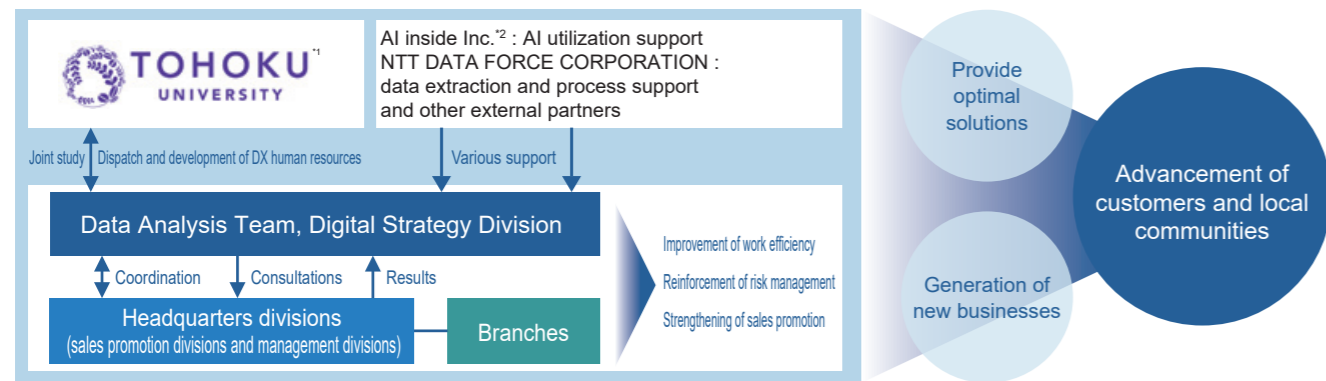 TOHOKU*1
UNIVERSITY
AI inside Inc.*2 : AI utilization support
NTT DATA FORCE CORPORATION :
data extraction and process support
and other external partners
Joint study
Dispatch and development of DX human resources
Various support
Data Analysis Team, Digital Strategy Division
Coordination
Consultations
Results
Headquarters divisions
(sales promotion divisions and management divisions)
Branches
Improvement of work efficiency
Reinforcement of risk management
Strengthening of sales promotion
Provide
optimal
solutions
Generation of
new businesses
Advancement of
customers and local
communities